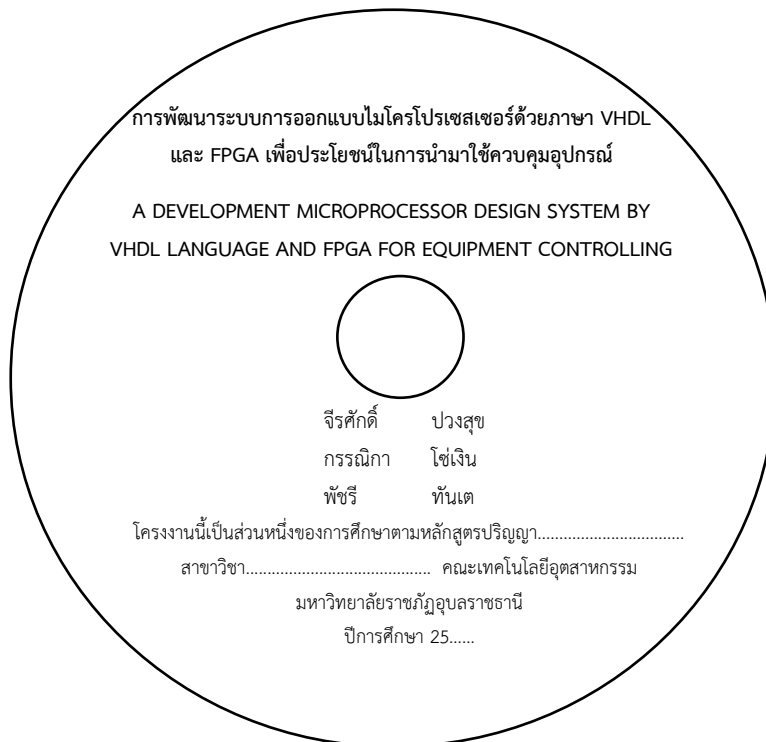 การพัฒนาระบบการออกแบบไมโครโปรเซสเซอร์ด้วยภาษา VHDL
และ FPGA เพื่อประโยชน์ในการนำมาใช้ควบคุมอุปกรณ์
A DEVELOPMENT MICROPROCESSOR DESIGN SYSTEM BY
VHDL LANGUAGE AND FPGA FOR EQUIPMENT CONTROLLING
จีรศักดิ์ ปวงสุข
กรรณิกา โซ่เงิน
พัชรี ทันเต
โครงงานนี้เป็นส่วนหนึ่งของการศึกษาตามหลักสูตรปริญญา..................................
สาขาวิชา........................................... คณะเทคโนโลยีอุตสาหกรรม
มหาวิทยาลัยราชภัฏอุบลราชธานี
ปีการศึกษา 25......